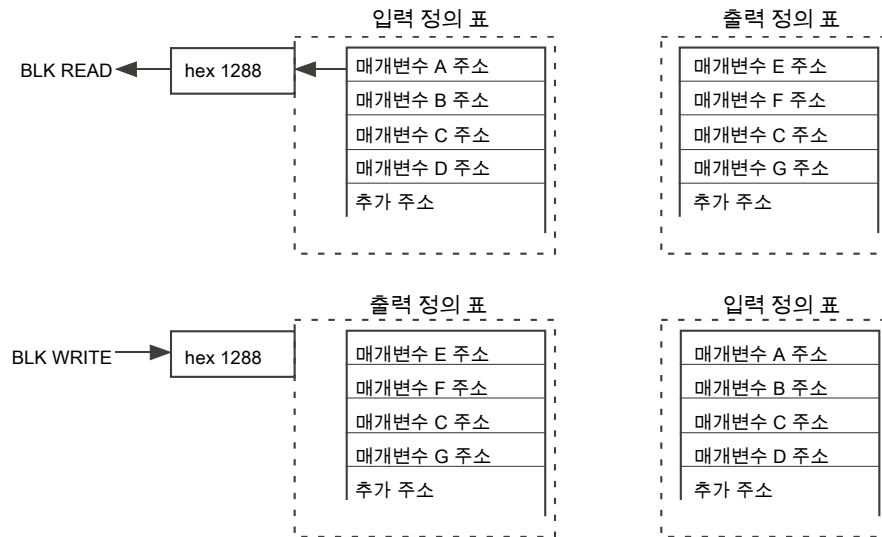 입력 정의 표
출력 정의 표
BLK READ
hex 1288
매개변수 A 주소
매개변수 B 주소
매개변수 C 주소
매개변수 D 주소
추가 주소
매개변수 E 주소
매개변수 F 주소
매개변수 C 주소
매개변수 G 주소
추가 주소
출력 정의 표
입력 정의 표
BLK WRITE
hex 1288
매개변수 E 주소
매개변수 F 주소
매개변수 C 주소
매개변수 G 주소
추가 주소
매개변수 A 주소
매개변수 B 주소
매개변수 C 주소
매개변수 D 주소
추가 주소